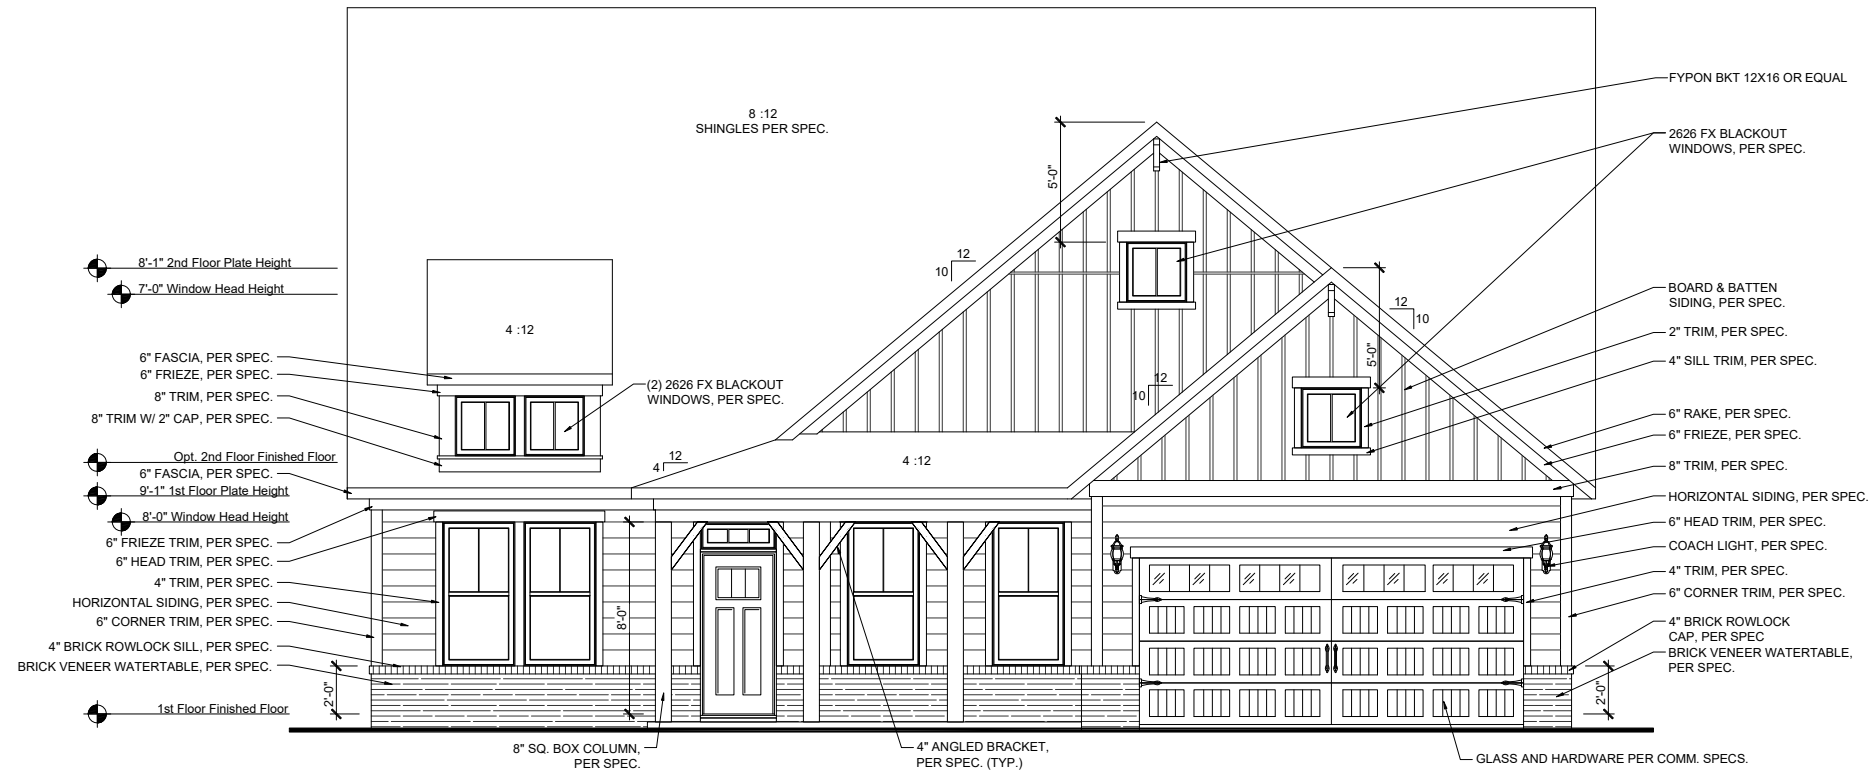 8 :12
SHINGLES PER SPEC.
FYPON BKT 12X16 OR EQUAL
2626 FX BLACKOUT
WINDOWS, PER SPEC.
5'-0"
8'-1" 2nd Floor Plate Height
7'-0" Window Head Height
12
10
4 :12
BOARD & BATTEN
SIDING, PER SPEC.
12
10
2" TRIM, PER SPEC.
5'-0"
4" SILL TRIM, PER SPEC.
6" FASCIA, PER SPEC.
6" FRIEZE, PER SPEC.
8" TRIM, PER SPEC.
8" TRIM W/ 2" CAP, PER SPEC.
(2) 2626 FX BLACKOUT
WINDOWS, PER SPEC.
12
10
6" RAKE, PER SPEC.
6" FRIEZE, PER SPEC.
8" TRIM, PER SPEC.
Opt. 2nd Floor Finished Floor
12
4
4 :12
6" FASCIA, PER SPEC.
9'-1" 1st Floor Plate Height
8'-0" Window Head Height
HORIZONTAL SIDING, PER SPEC.
6" HEAD TRIM, PER SPEC.
COACH LIGHT, PER SPEC.
4" TRIM, PER SPEC.
6" CORNER TRIM, PER SPEC.
4" BRICK ROWLOCK
CAP, PER SPEC
BRICK VENEER WATERTABLE,
PER SPEC.
6" FRIEZE TRIM, PER SPEC.
6" HEAD TRIM, PER SPEC.
4" TRIM, PER SPEC.
HORIZONTAL SIDING, PER SPEC.
6" CORNER TRIM, PER SPEC.
4" BRICK ROWLOCK SILL, PER SPEC.
BRICK VENEER WATERTABLE, PER SPEC.
8'-0"
2'-0"
2'-0"
1st Floor Finished Floor
8" SQ. BOX COLUMN,
PER SPEC.
4" ANGLED BRACKET,
PER SPEC. (TYP.)
GLASS AND HARDWARE PER COMM. SPECS.